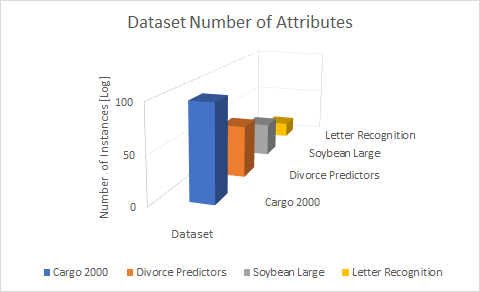 Dataset Number of Attributes
Number of Instances [Log]
100
50
0
Letter Recognition
Soybean Large
Divorce Predictors
Cargo 2000
Dataset
Cargo 2000 Divorce Predictors Soybean Large Letter Recognition